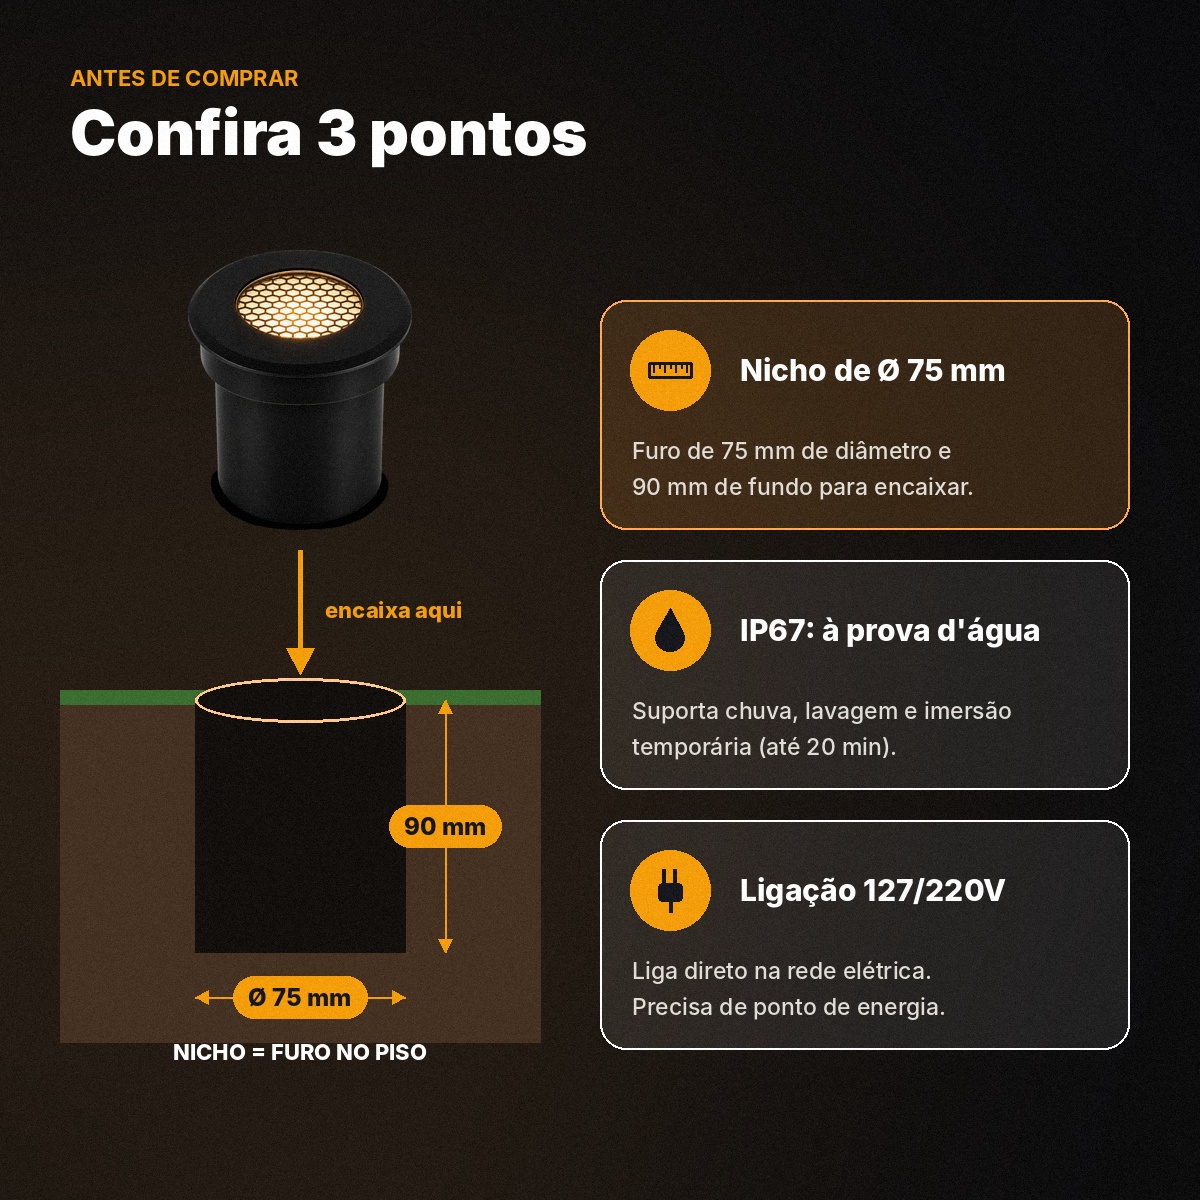 ANTES DE COMPRAR
Confira 3 pontos
encaixa aqui
90 mm
Ø 75 mm
NICHO = FURO NO PISO
Nicho de Ø 75 mm
Furo de 75 mm de diâmetro e
90 mm de fundo para encaixar.
IP67: à prova d'água
Suporta chuva, lavagem e imersão
temporária (até 20 min).
Ligação 127/220V
Liga direto na rede elétrica.
Precisa de ponto de energia.